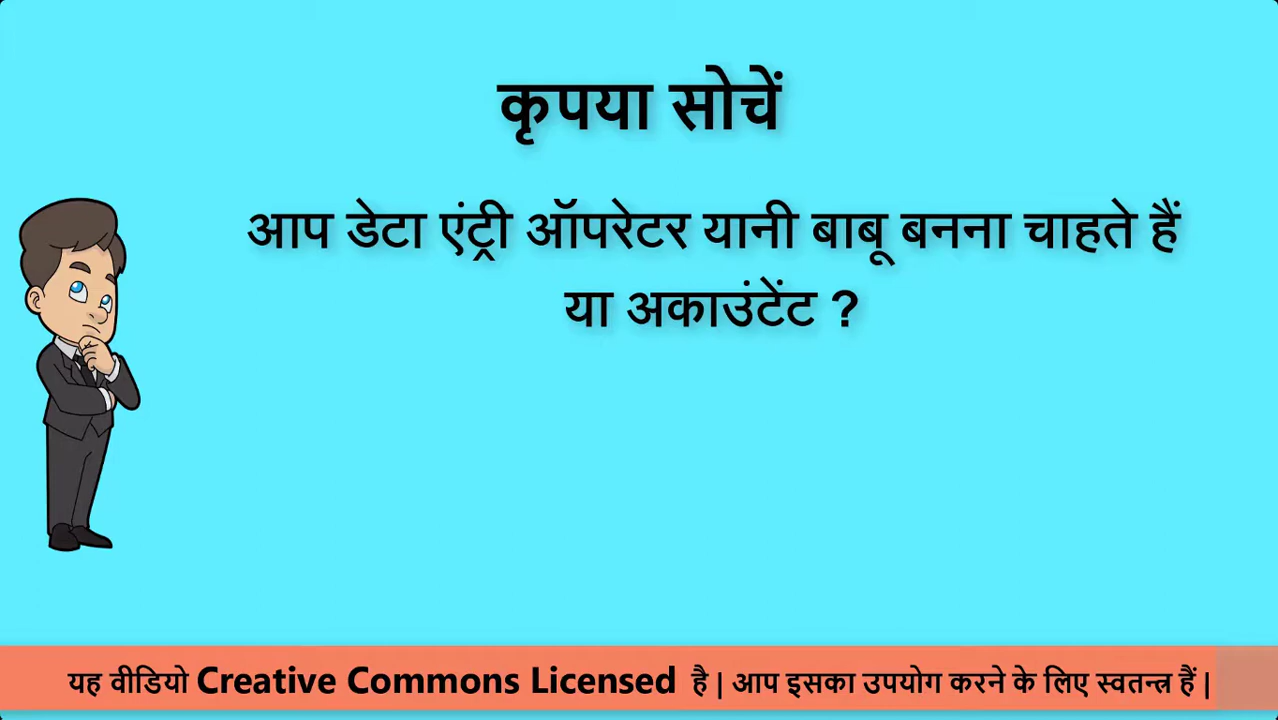 कृपया सोचें
आप डेटा एंट्री ऑपरेटर यानी बाबू बनना चाहते हैं
या अकाउंटेंट ?
यह वीडियो Creative Commons Licensed है | आप इसका उपयोग करने के लिए स्वतन्त्र हैं |